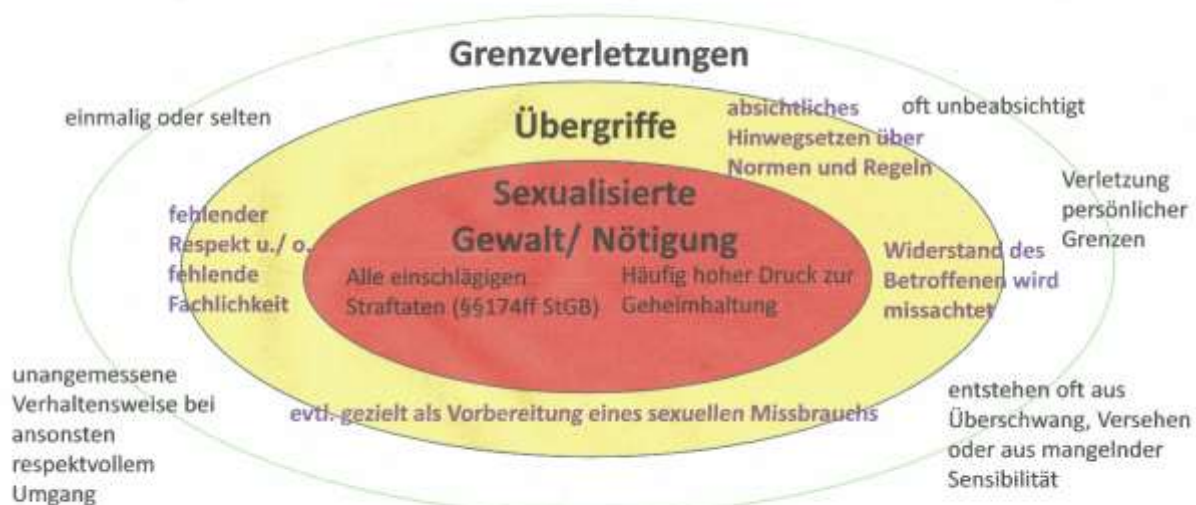 Grenzverletzungen
einmalig oder selten
Übergriffe
absichtliches
Hinwegsetzen über
Normen und Regeln
oft unbeabsichtigt
Verletzung
persönlicher
Grenzen
Sexualisierte
Gewalt/ Nötigung
fehlender
Respekt u./ o.
fehlende
Fachlichkeit
Alle einschlägigen
Straftaten (§§174ff StGB)
Häufig hoher Druck zur
Geheimhaltung
Widerstand des
Betroffenen wird
missachtet
unangemessene
Verhaltensweise bei
ansonsten
respektvollem
Umgang
evtl. gezielt als Vorbereitung eines sexuellen Missbrauchs
entstehen oft aus
Überschwang, Versehen
oder aus mangelnder
Sensibilität